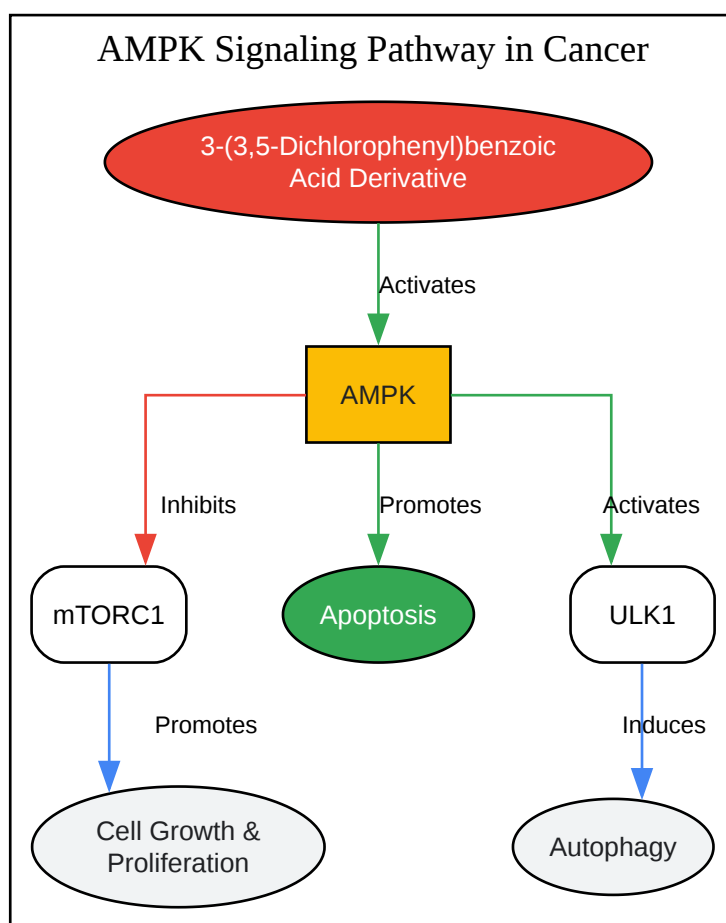 AMPK Signaling Pathway in Cancer
3-(3,5-Dichlorophenyl)benzoic
Acid Derivative
Activates
AMPK
Inhibits
Promotes
Activates
mTORC1
Apoptosis
ULK1
Promotes
Induces
Cell Growth &
Proliferation
Autophagy